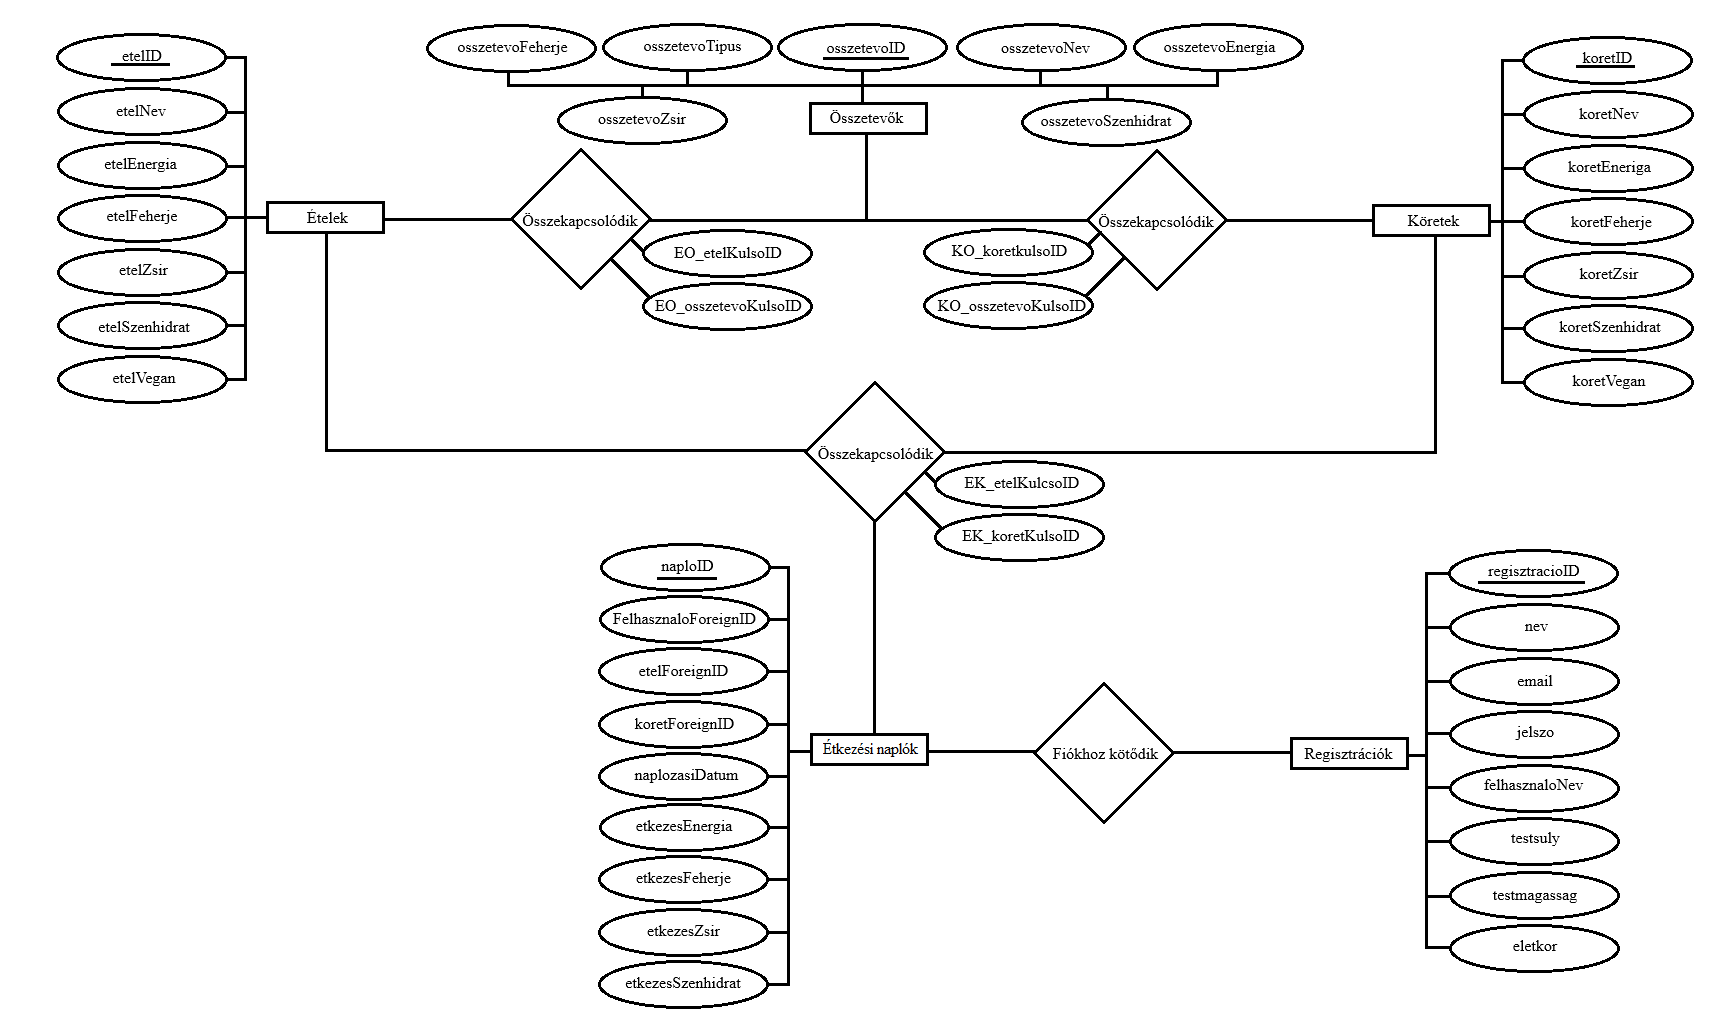 etelID
etelNev
etelEnergia
etelFeherje
etelZsir
etelSzenhidrat
etelVegan
Ételek
osszetevoFeherje
osszetevoTipus
osszetevoID
osszetevoNev
osszetevoEnergia
osszetevoZsir
Összetevők
osszetevoSzenhidrat
Összekapcsolódik
EO_etelKulsoID
EO_osszetevoKulsoID
Összekapcsolódik
KO_koretkulsoID
KO_osszetevoKulsoID
Köretek
koretID
koretNev
koretEneriga
koretFeherje
koretZsir
koretSzenhidrat
koretVegan
Összekapcsolódik
EK_etelKulcsoID
EK_koretKulsoID
naploID
FelhasznaloForeignID
etelForeignID
koretForeignID
naplozasiDatum
etkezesEnergia
etkezesFeherje
etkezesZsir
etkezesSzenhidrat
Étkezési naplók
Fiókhoz kötődik
Regisztrációk
regisztracioID
nev
email
jelszo
felhasznaloNev
testsuly
testmagassag
eletkor